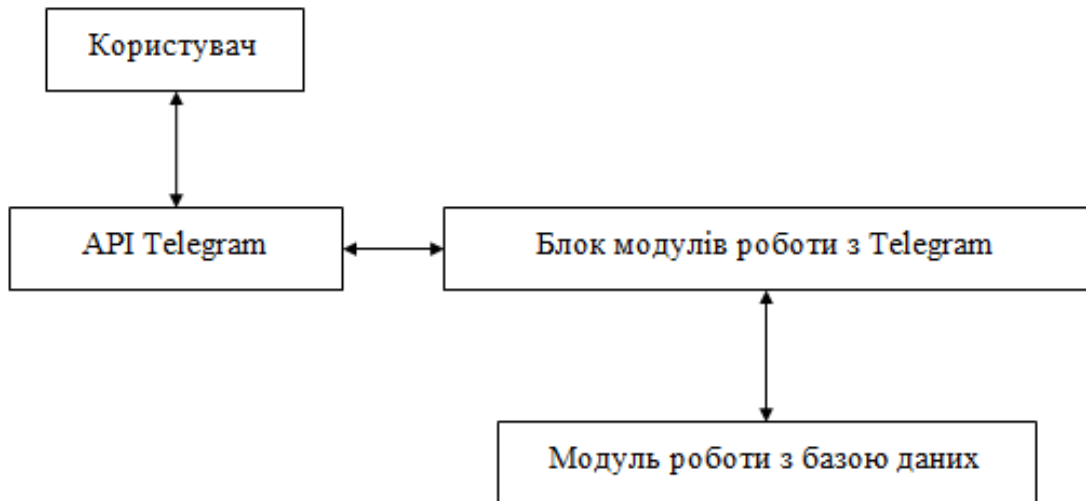 Користувач
API Telegram
Блок модулів роботи з Telegram
Модуль роботи з базою даних